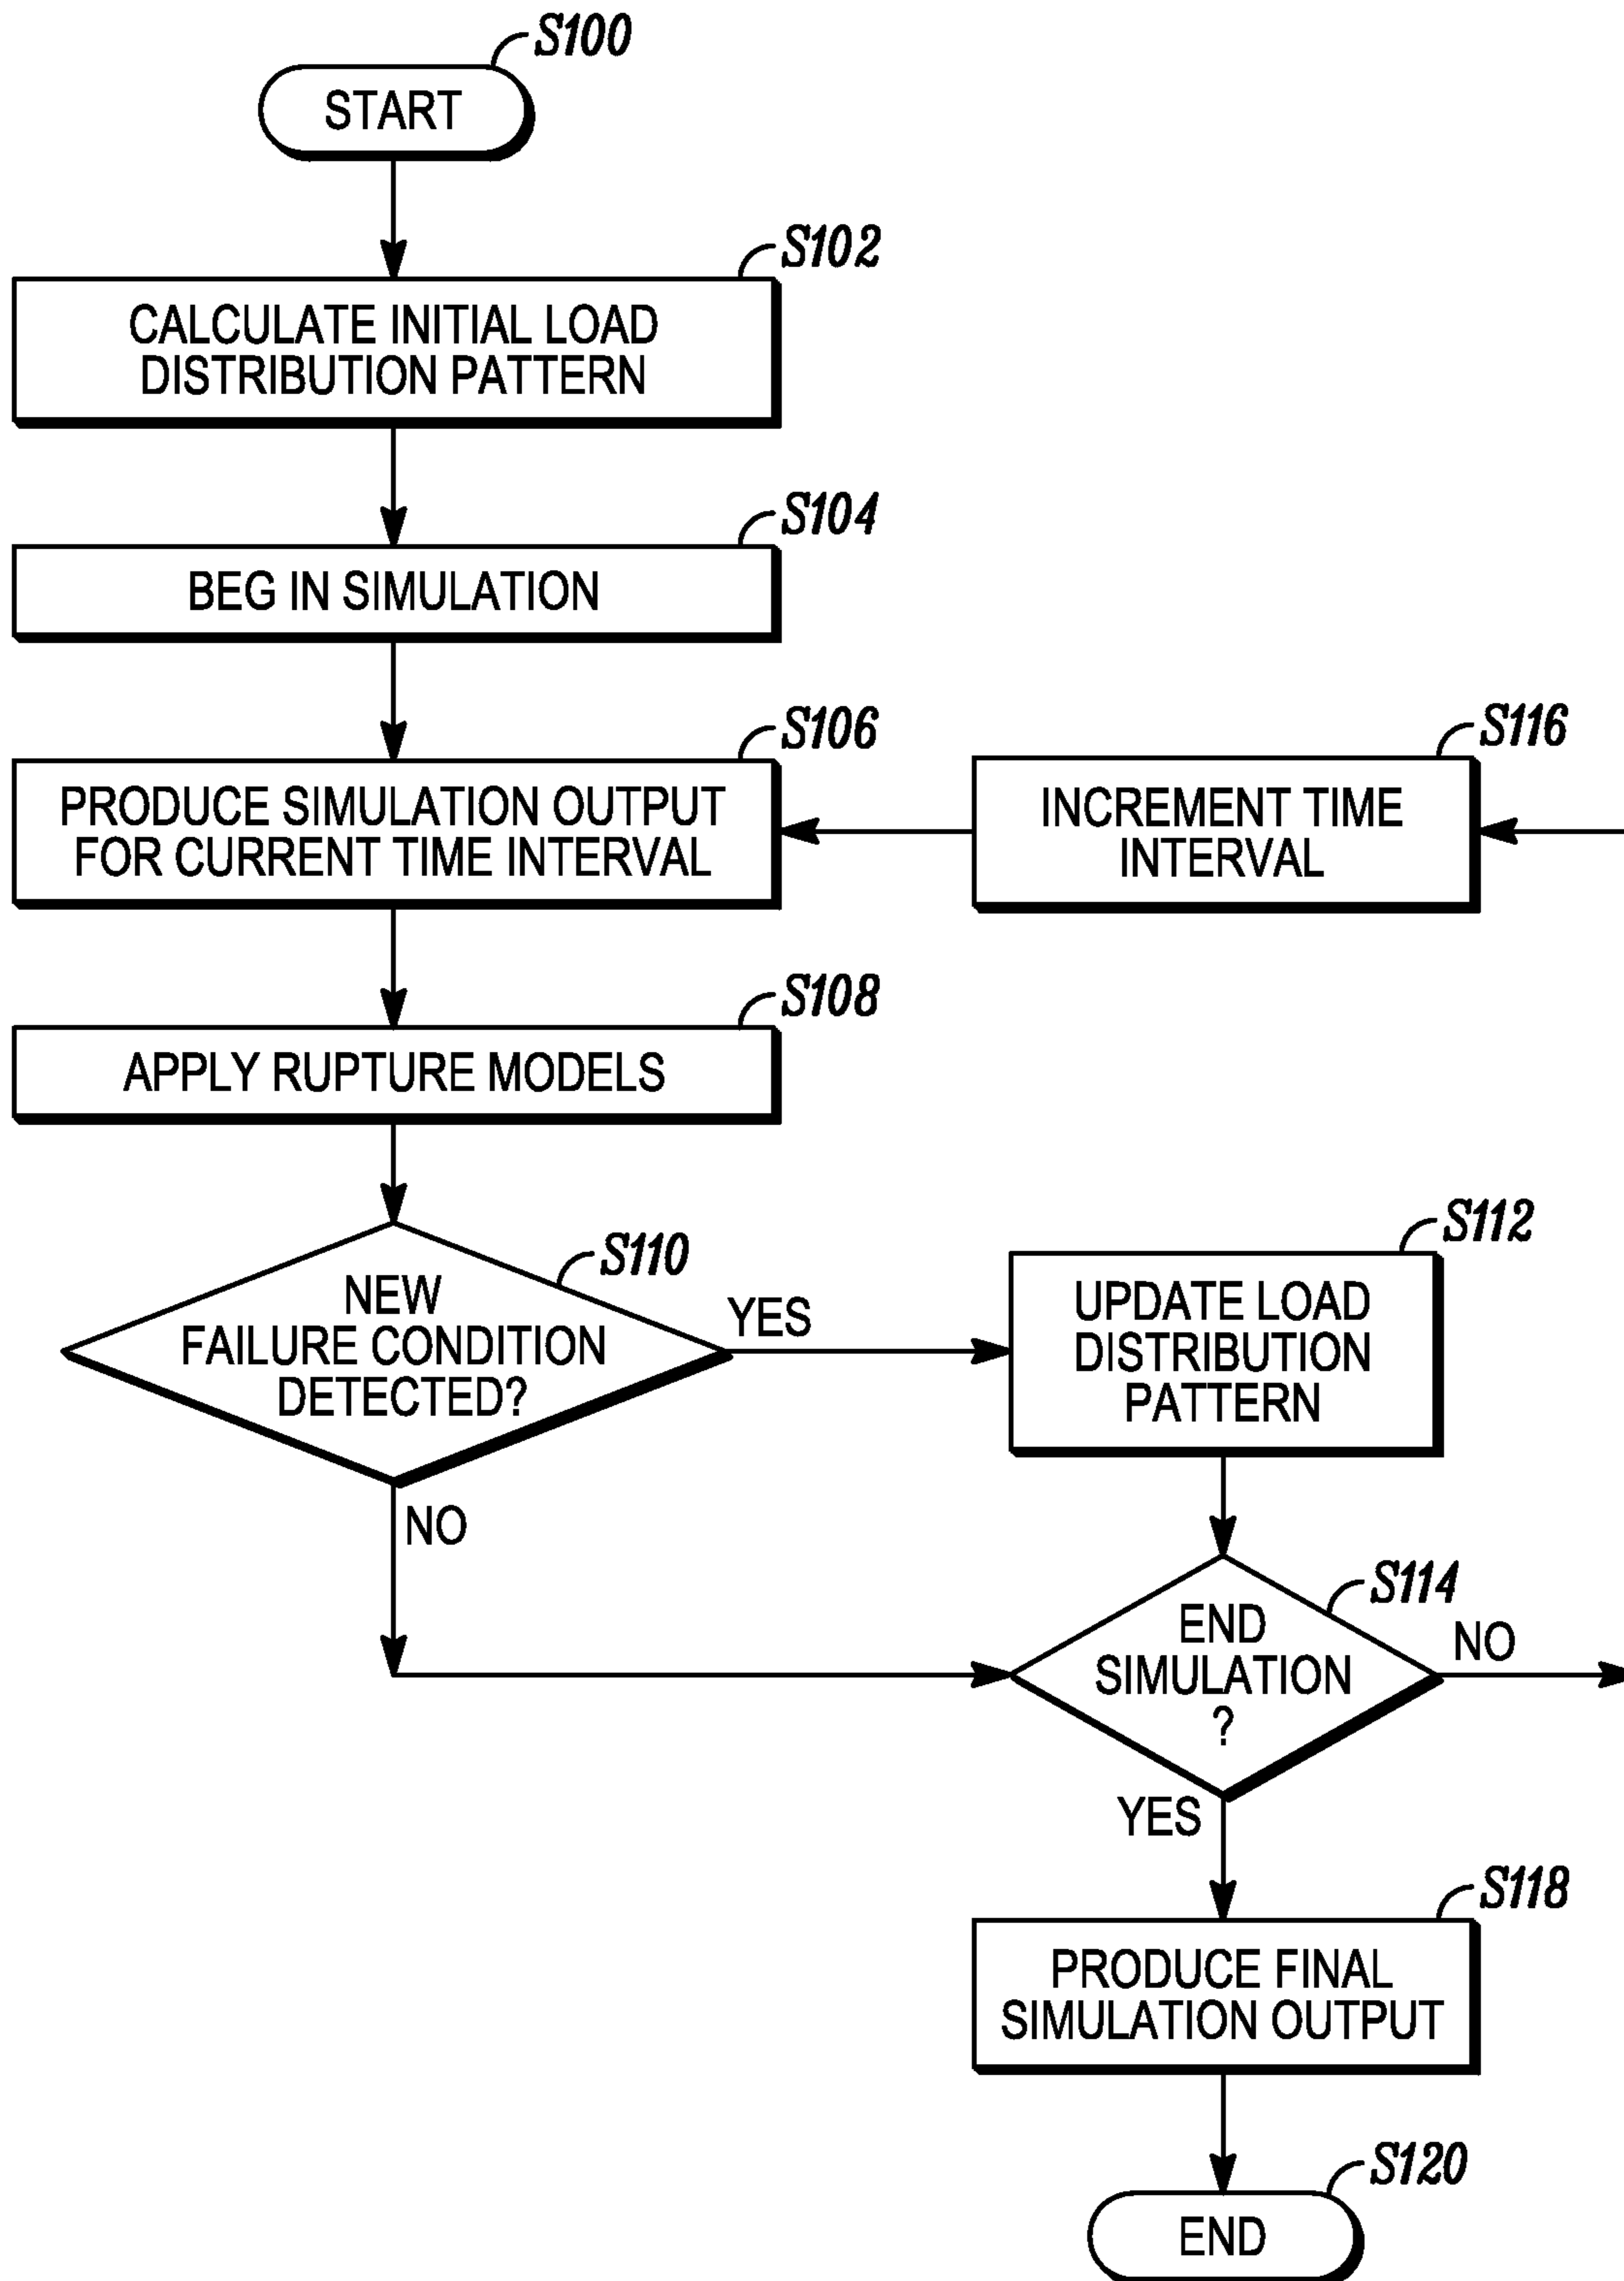 S100
START
S102
CALCULATE INITIAL LOAD
DISTRIBUTION PATTERN
S104
BEG IN SIMULATION
S106
PRODUCE SIMULATION OUTPUT
FOR CURRENT TIME INTERVAL
S116
INCREMENT TIME
INTERVAL
S108
APPLY RUPTURE MODELS
S110
NEW
FAILURE CONDITION
DETECTED?
YES
NO
S112
UPDATE LOAD
DISTRIBUTION
PATTERN
S114
END
SIMULATION
?
NO
YES
S118
PRODUCE FINAL
SIMULATION OUTPUT
S120
END